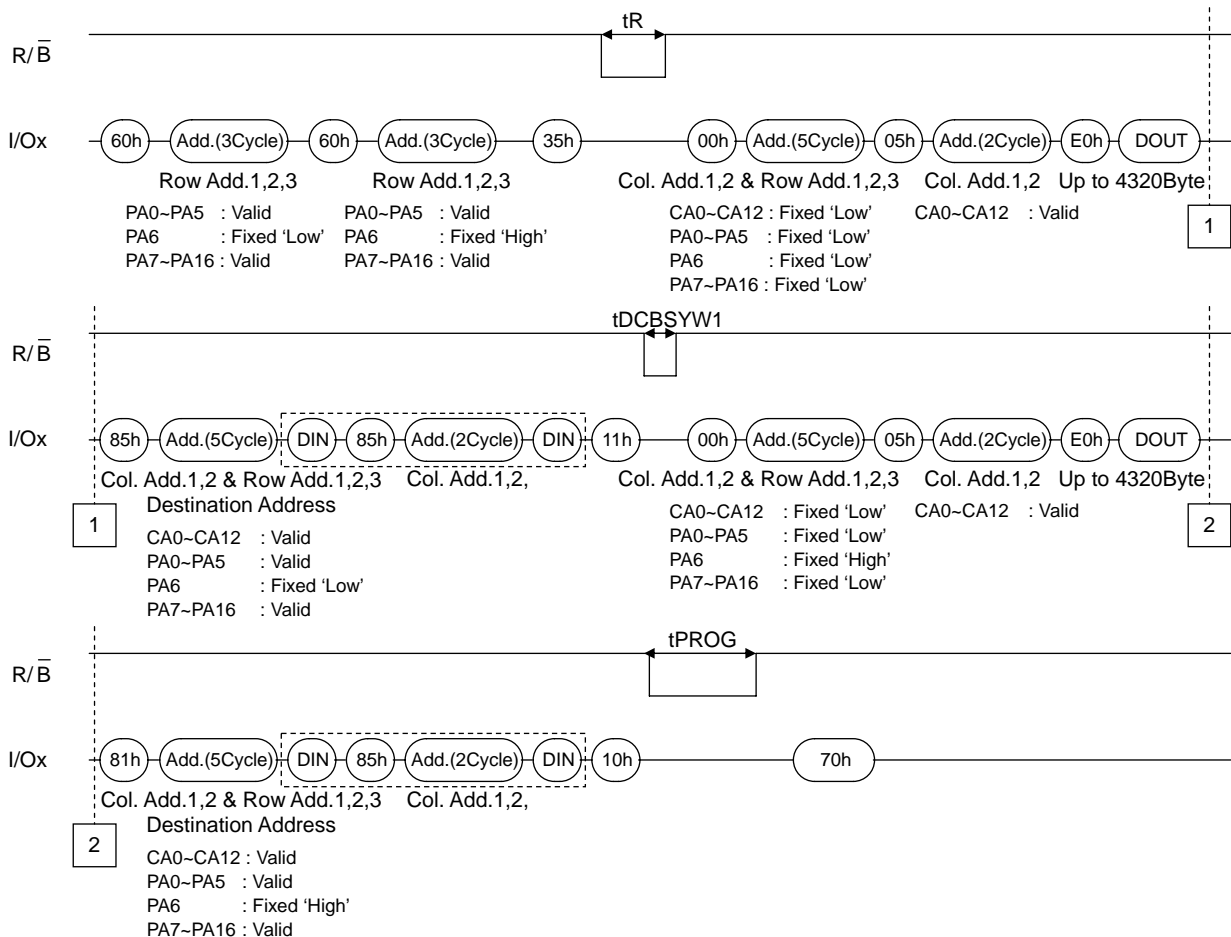 tR
R/B̅
1
I/Ox 60h Add.(3Cycle) 60h Add.(3Cycle) 35h 00h Add.(5Cycle) 05h Add.(2Cycle) E0h DOUT
Row Add.1,2,3 Row Add.1,2,3 Col. Add.1,2 & Row Add.1,2,3 Col. Add.1,2 Up to 4320Byte
PA0~PA5 : Valid PA0~PA5 : Valid CA0~CA12 : Fixed ‘Low’ CA0~CA12 : Valid
PA6 : Fixed ‘Low’ PA6 : Fixed ‘High’ PA0~PA5 : Fixed ‘Low’
PA7~PA16 : Valid PA7~PA16 : Valid PA6 : Fixed ‘Low’
PA7~PA16 : Fixed ‘Low’
1
tDCBSYW1
R/B̅
I/Ox 85h Add.(5Cycle) DIN 85h Add.(2Cycle) DIN 11h 00h Add.(5Cycle) 05h Add.(2Cycle) E0h DOUT
Col. Add.1,2 & Row Add.1,2,3 Col. Add.1,2, Col. Add.1,2 & Row Add.1,2,3 Col. Add.1,2 Up to 4320Byte
Destination Address
1
CA0~CA12 : Valid CA0~CA12 : Fixed ‘Low’ CA0~CA12 : Valid
PA0~PA5 : Valid PA0~PA5 : Fixed ‘Low’
PA6 : Fixed ‘Low’ PA6 : Fixed ‘High’
PA7~PA16 : Valid PA7~PA16 : Fixed ‘Low’
2
tPROG
R/B̅
I/Ox 81h Add.(5Cycle) DIN 85h Add.(2Cycle) DIN 10h 70h
Col. Add.1,2 & Row Add.1,2,3 Col. Add.1,2,
Destination Address
2
CA0~CA12 : Valid
PA0~PA5 : Valid
PA6 : Fixed ‘High’
PA7~PA16 : Valid